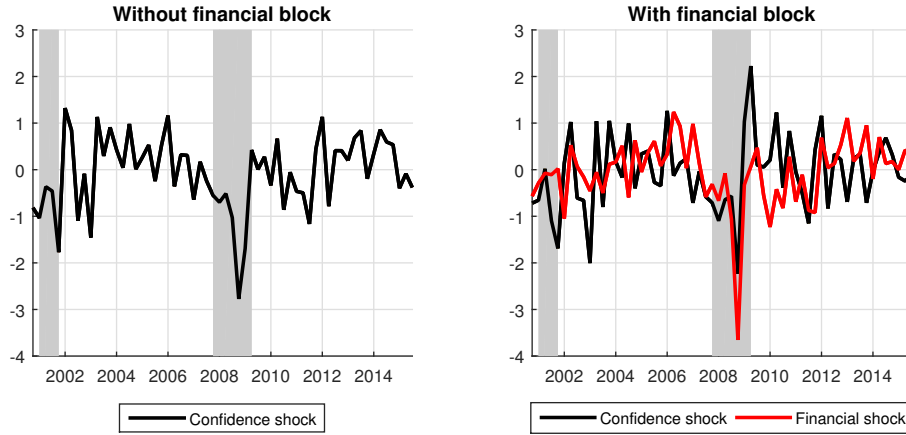 Without financial block
3
2
1
0
-1
-2
-3
-4
2002 2004 2006 2008 2010 2012 2014
Confidence shock
With financial block
3
2
1
0
-1
-2
-3
-4
2002 2004 2006 2008 2010 2012 2014
Confidence shock Financial shock